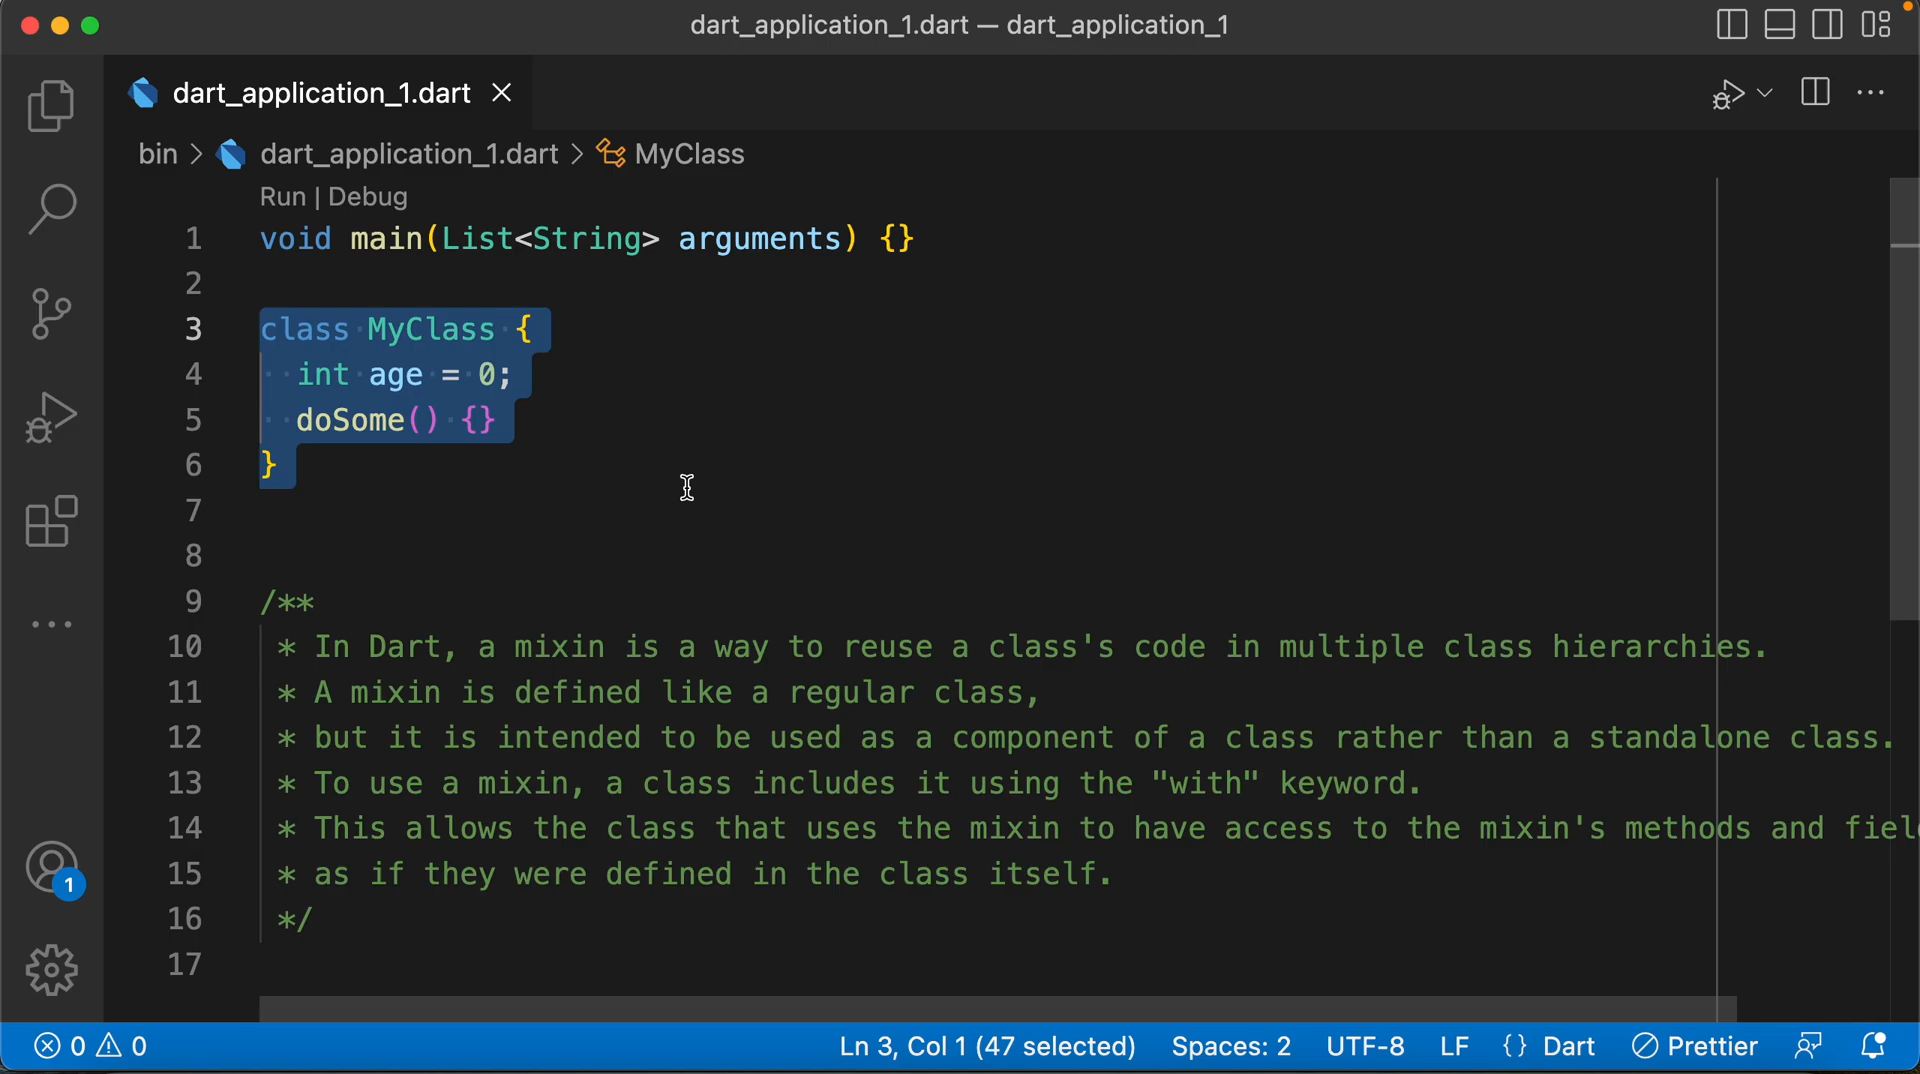 dart_application_1.dart — dart_application_1
dart_application_1.dart
bin > dart_application_1.dart > MyClass
Run | Debug
1 void main(List<String> arguments) {}
2
3 class MyClass {
4 int age = 0;
5 doSome() {}
6 }
7
8
9 /**
10 * In Dart, a mixin is a way to reuse a class's code in multiple class hierarchies.
11 * A mixin is defined like a regular class,
12 * but it is intended to be used as a component of a class rather than a standalone class.
13 * To use a mixin, a class includes it using the "with" keyword.
14 * This allows the class that uses the mixin to have access to the mixin's methods and fiel
15 * as if they were defined in the class itself.
16 */
17
1
0 0 Ln 3, Col 1 (47 selected) Spaces: 2 UTF-8 LF {} Dart Prettier